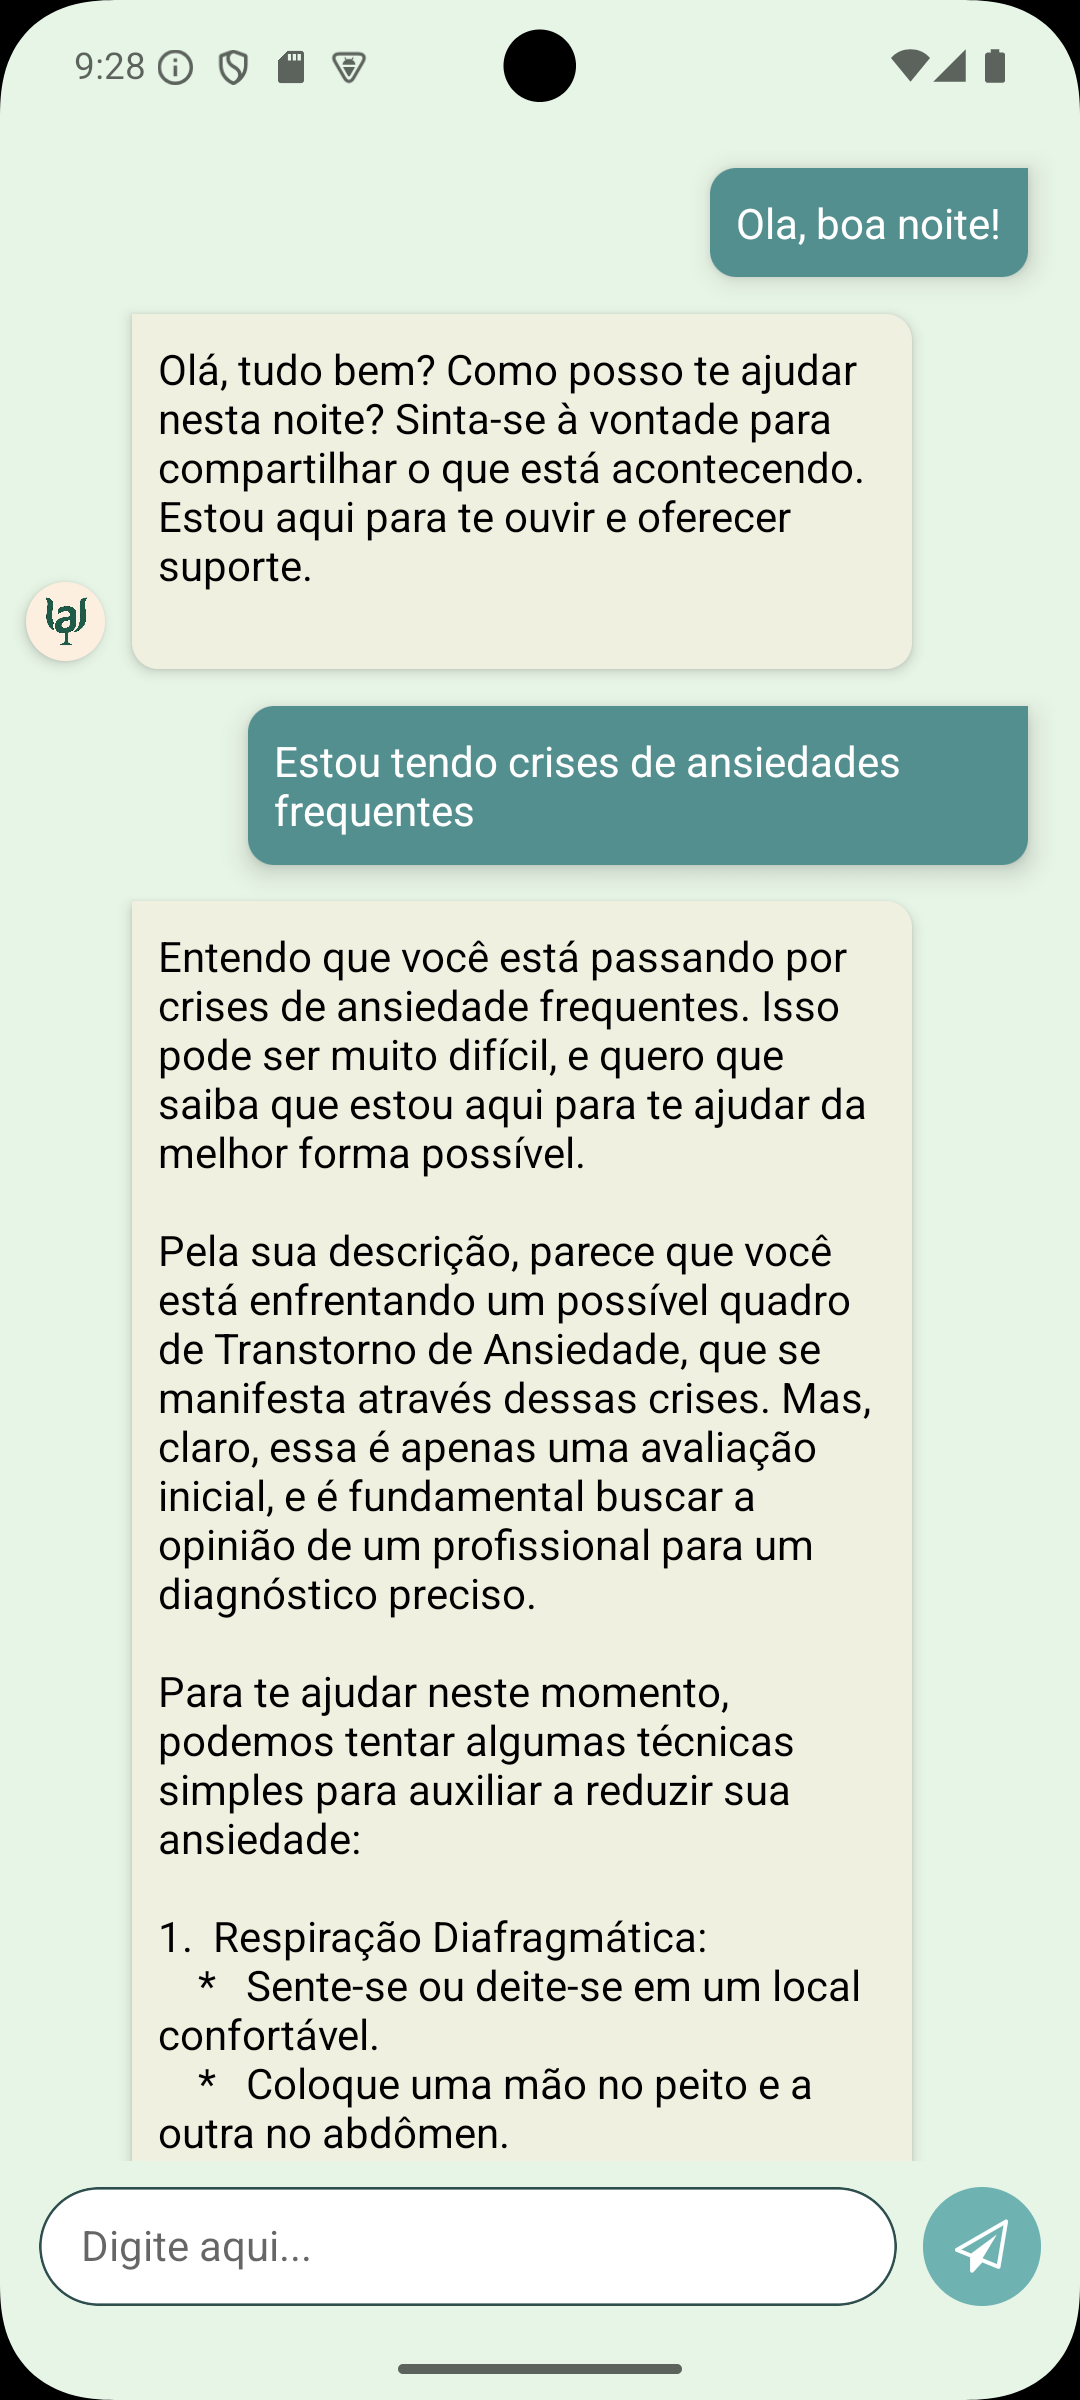 9:28
Ola, boa noite!
Olá, tudo bem? Como posso te ajudar
nesta noite? Sinta-se à vontade para
compartilhar o que está acontecendo.
Estou aqui para te ouvir e oferecer
suporte.
Estou tendo crises de ansiedades
frequentes
Entendo que você está passando por
crises de ansiedade frequentes. Isso
pode ser muito difícil, e quero que
saiba que estou aqui para te ajudar da
melhor forma possível.
Pela sua descrição, parece que você
está enfrentando um possível quadro
de Transtorno de Ansiedade, que se
manifesta através dessas crises. Mas,
claro, essa é apenas uma avaliação
inicial, e é fundamental buscar a
opinião de um profissional para um
diagnóstico preciso.
Para te ajudar neste momento,
podemos tentar algumas técnicas
simples para auxiliar a reduzir sua
ansiedade:
1.  Respiração Diafragmática:
*   Sente-se ou deite-se em um local
confortável.
*   Coloque uma mão no peito e a
outra no abdômen.
Digite aqui...